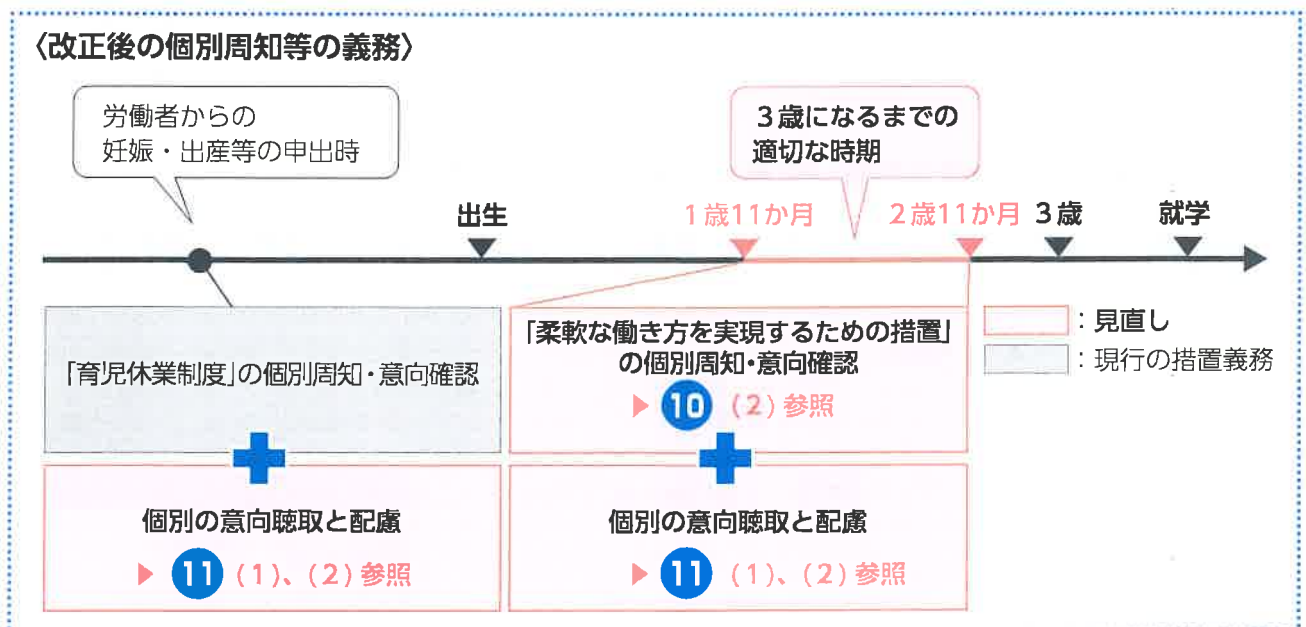 〈改正後の個別周知等の義務〉
労働者からの
妊娠・出産等の申出時
3歳になるまでの
適切な時期
出生
1歳11か月
2歳11か月
3歳
就学
「育児休業制度」の個別周知・意向確認
「柔軟な働き方を実現するための措置」
の個別周知・意向確認
▶ 10 (2)参照
：見直し
：現行の措置義務
個別の意向聴取と配慮
▶ 11 (1)、(2)参照
個別の意向聴取と配慮
▶ 11 (1)、(2)参照